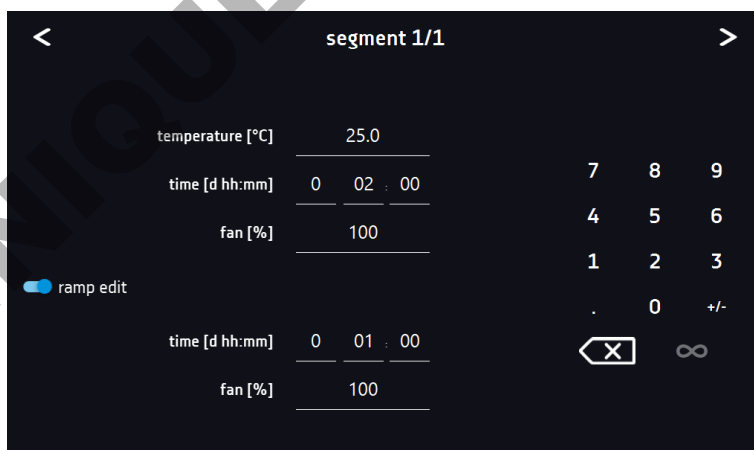 < segment 1/1 >
temperature [°C] 25.0
time [d hh:mm] 0 02 : 00
fan [%] 100
ramp edit
time [d hh:mm] 0 01 : 00
fan [%] 100
7 8 9
4 5 6
1 2 3
. 0 +/-
∞